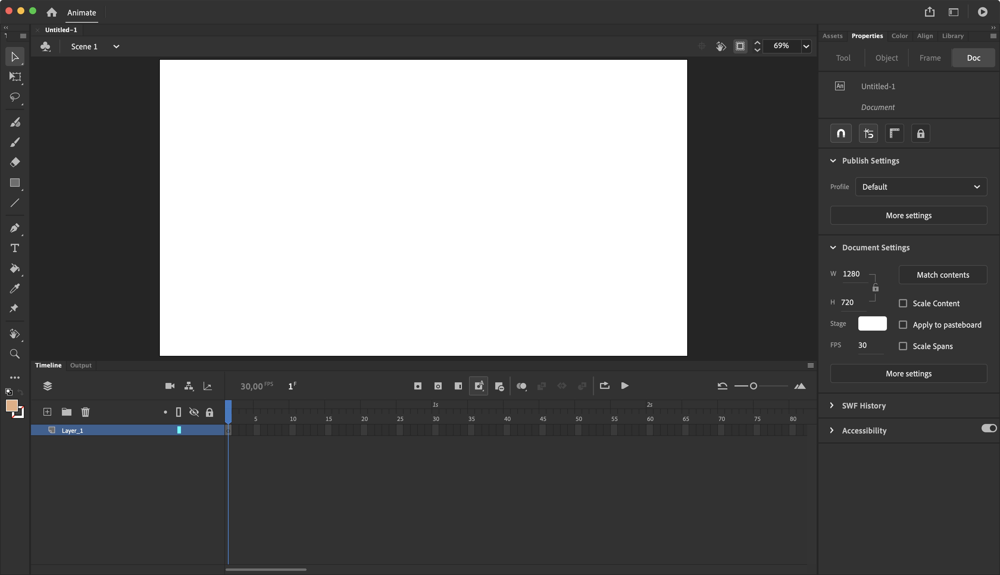 Animate
Untitled-1
Scene 1
69%
Assets Properties Color Align Library
Tool Object Frame Doc
An Untitled-1
Document
Publish Settings
Profile Default
More settings
Document Settings
W 1280
Match contents
H 720
Scale Content
Stage
Apply to pasteboard
FPS 30
Scale Spans
More settings
SWF History
Accessibility
Timeline Output
30,00 FPS 1 F
1s 2s
5 10 15 20 25 30 35 40 45 50 55 60 65 70 75 80
Layer_1